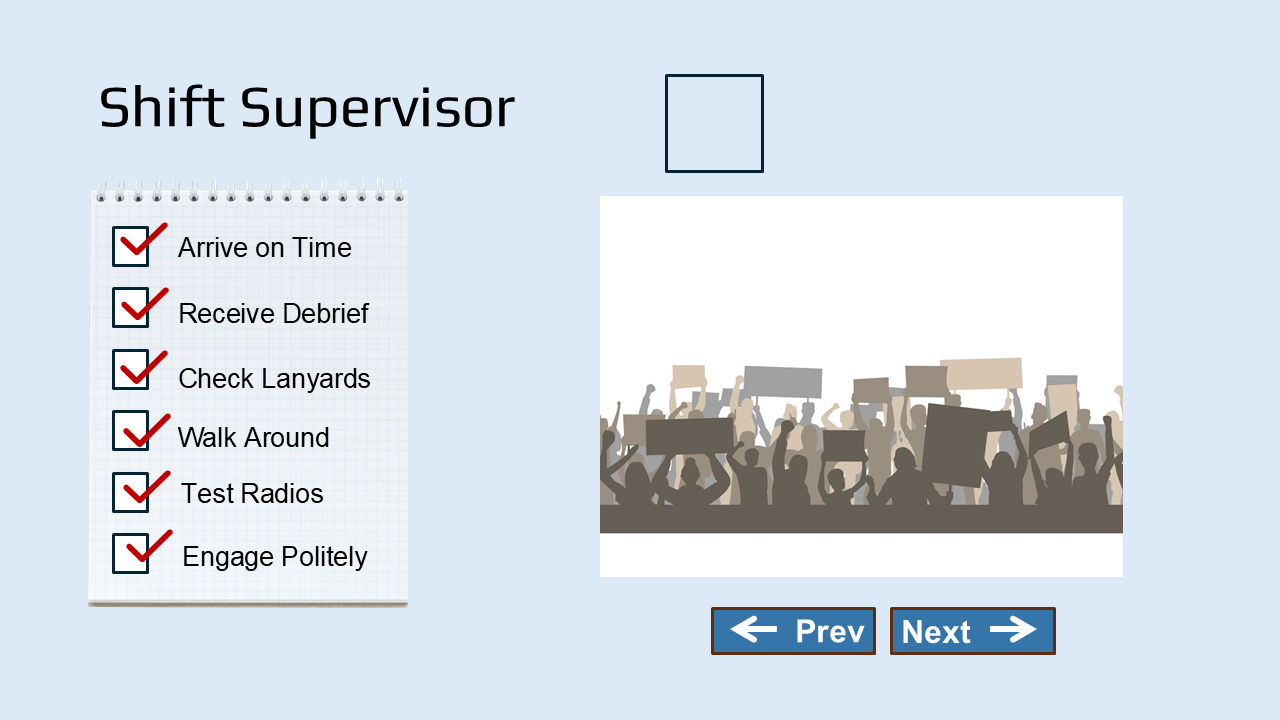 Shift Supervisor
Arrive on Time
Receive Debrief
Check Lanyards
Walk Around
Test Radios
Engage Politely
Prev
Next